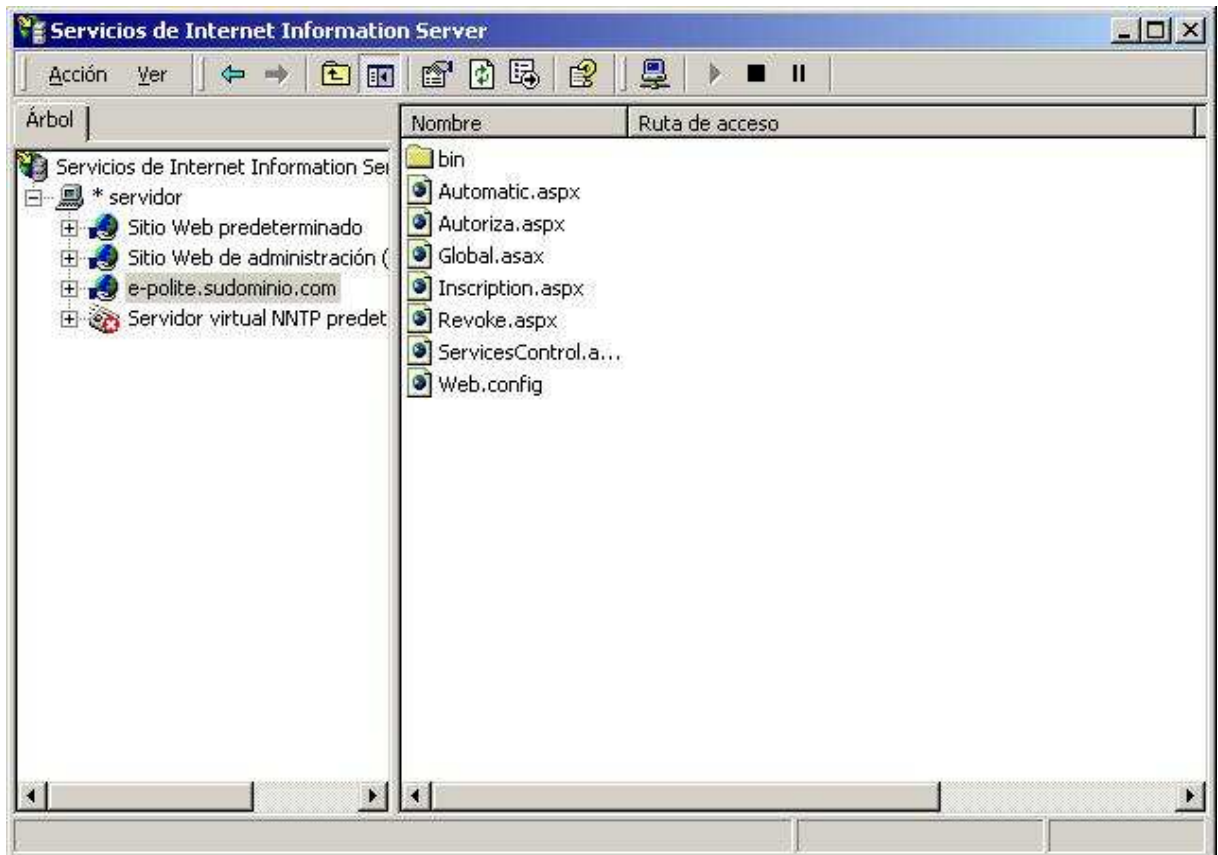 Servicios de Internet Information Server
Acción Ver
Árbol
Nombre Ruta de acceso
Servicios de Internet Information Ser
* servidor
Sitio Web predeterminado
Sitio Web de administración (
e-polite.sudominio.com
Servidor virtual NNTP predet
bin
Automatic.aspx
Autoriza.aspx
Global.asax
Inscription.aspx
Revoke.aspx
ServicesControl.a...
Web.config